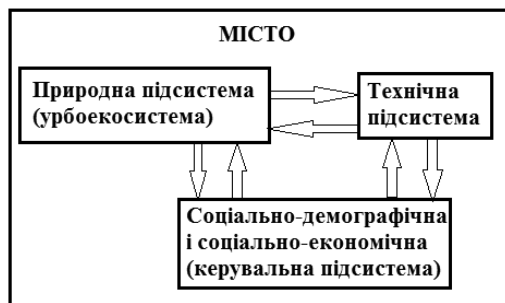 МІСТО
Природна підсистема
(урбоекосистема)
Технічна
підсистема
Соціально-демографічна
і соціально-економічна
(керувальна підсистема)